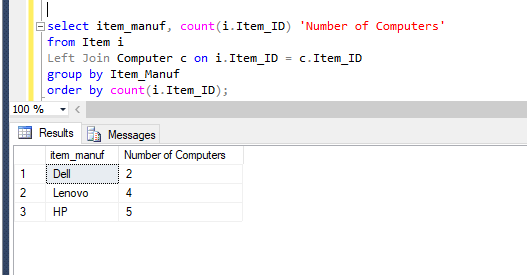 select item_manuf, count(i.Item_ID) 'Number of Computers'
from Item i
Left Join Computer c on i.Item_ID = c.Item_ID
group by Item_Manuf
order by count(i.Item_ID);
100 %
Results Messages
item_manuf Number of Computers
1 Dell 2
2 Lenovo 4
3 HP 5